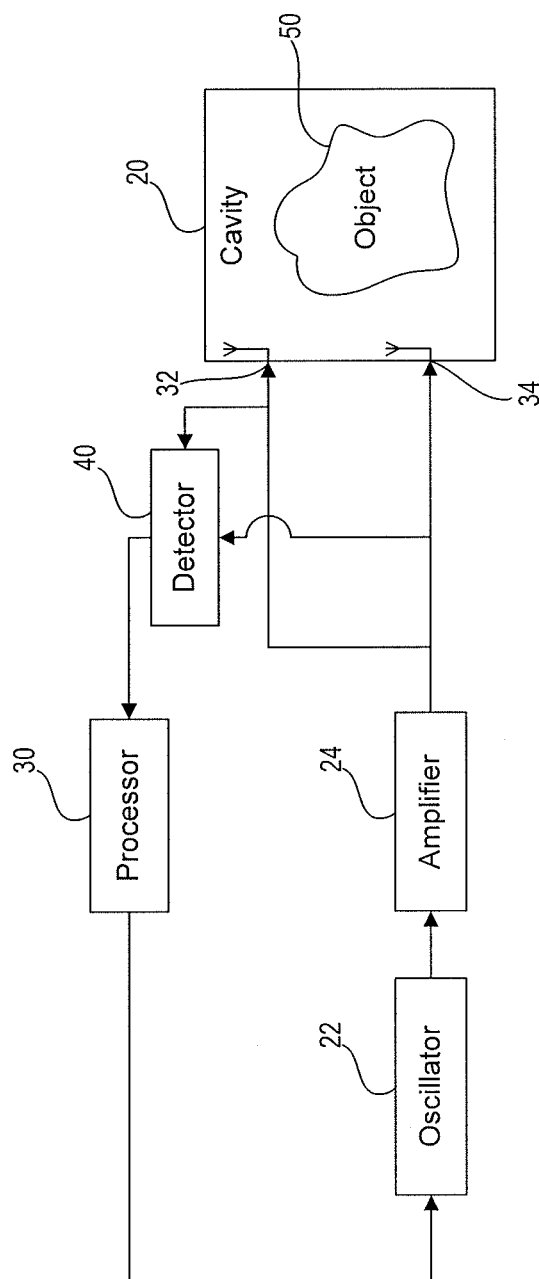 30
Processor
40
Detector
20
Cavity
50
Object
32
34
22
Oscillator
24
Amplifier